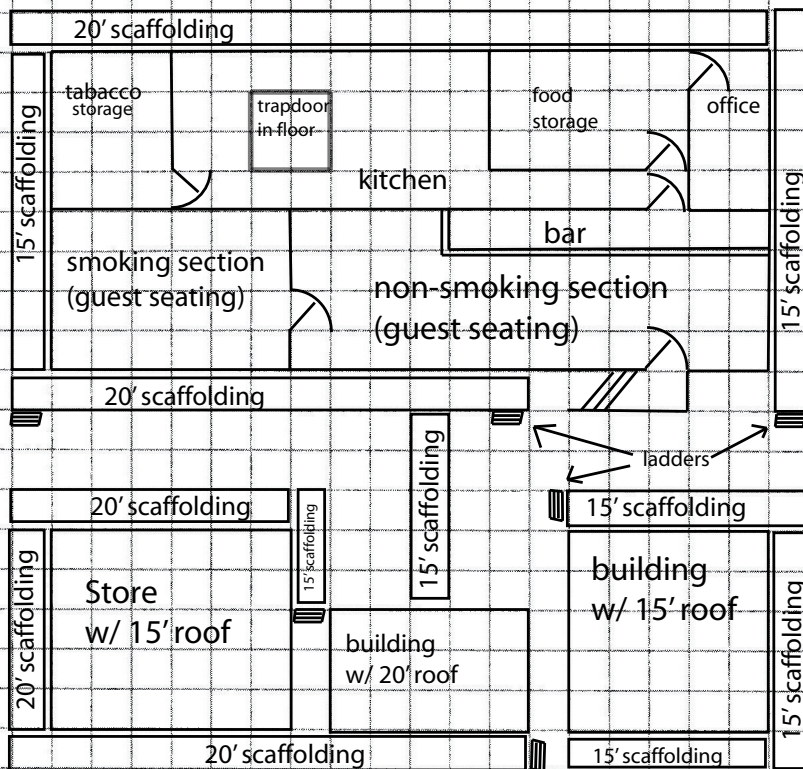 20' scaffolding
tabacco
storage
trapdoor
in floor
food
storage
office
15' scaffolding
kitchen
15' scaffolding
bar
smoking section
(guest seating)
non-smoking section
(guest seating)
20' scaffolding
ladders
20' scaffolding
15' scaffolding
15' scaffolding
15' scaffolding
20' scaffolding
Store
w/ 15' roof
building
w/ 15' roof
building
w/ 20' roof
15' scaffolding
20' scaffolding
15' scaffolding